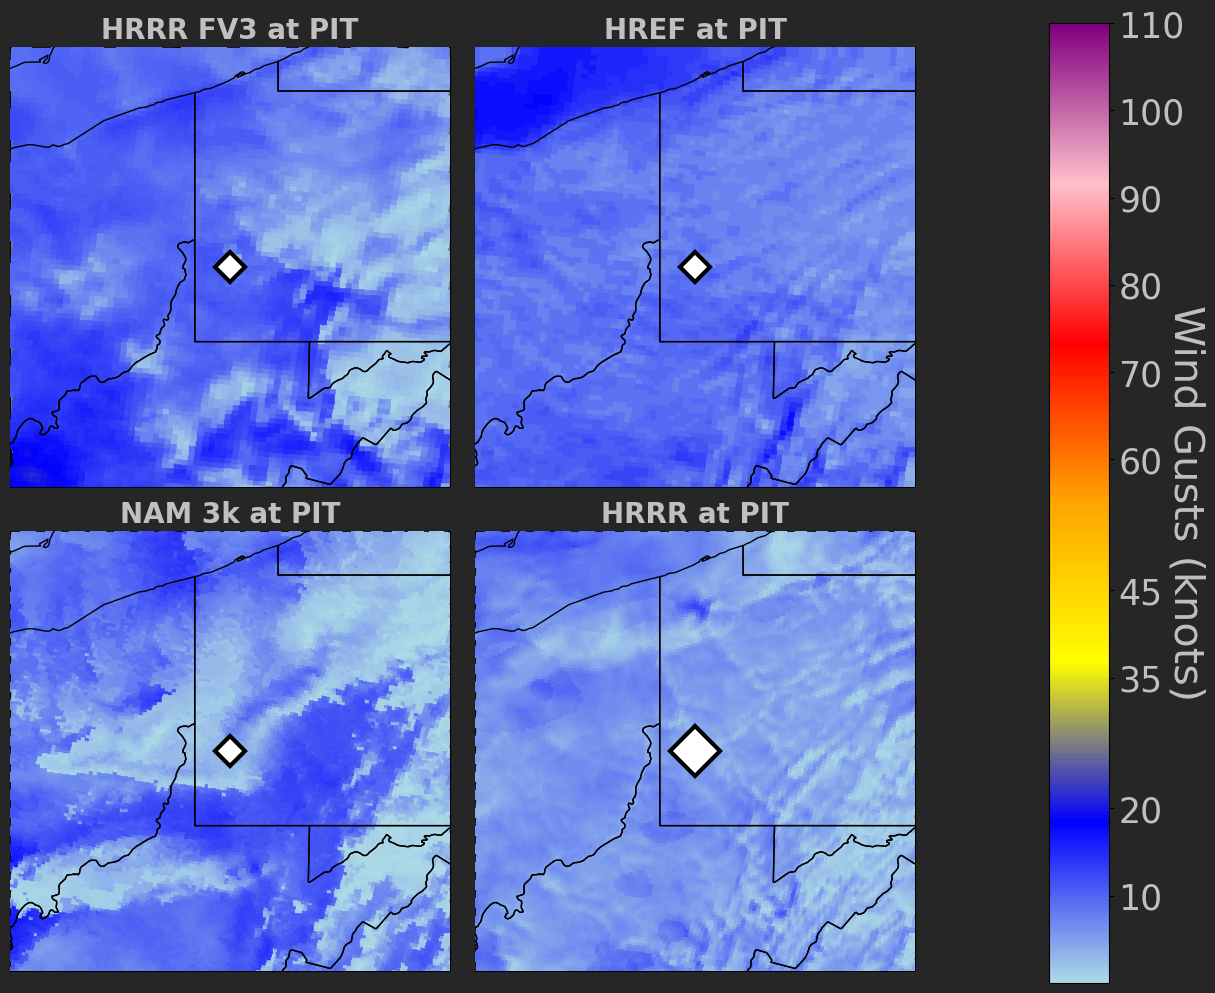 HRRR FV3 at PIT
HREF at PIT
NAM 3k at PIT
HRRR at PIT
110
100
90
80
70
60
45
35
20
10
Wind Gusts (knots)